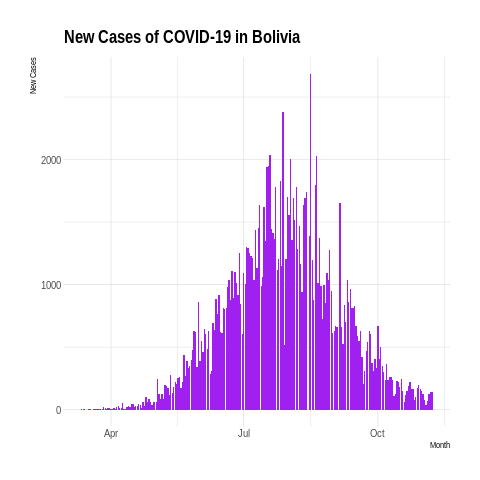 New Cases of COVID-19 in Bolivia
New Cases
2000
1000
0
Apr
Jul
Oct
Month